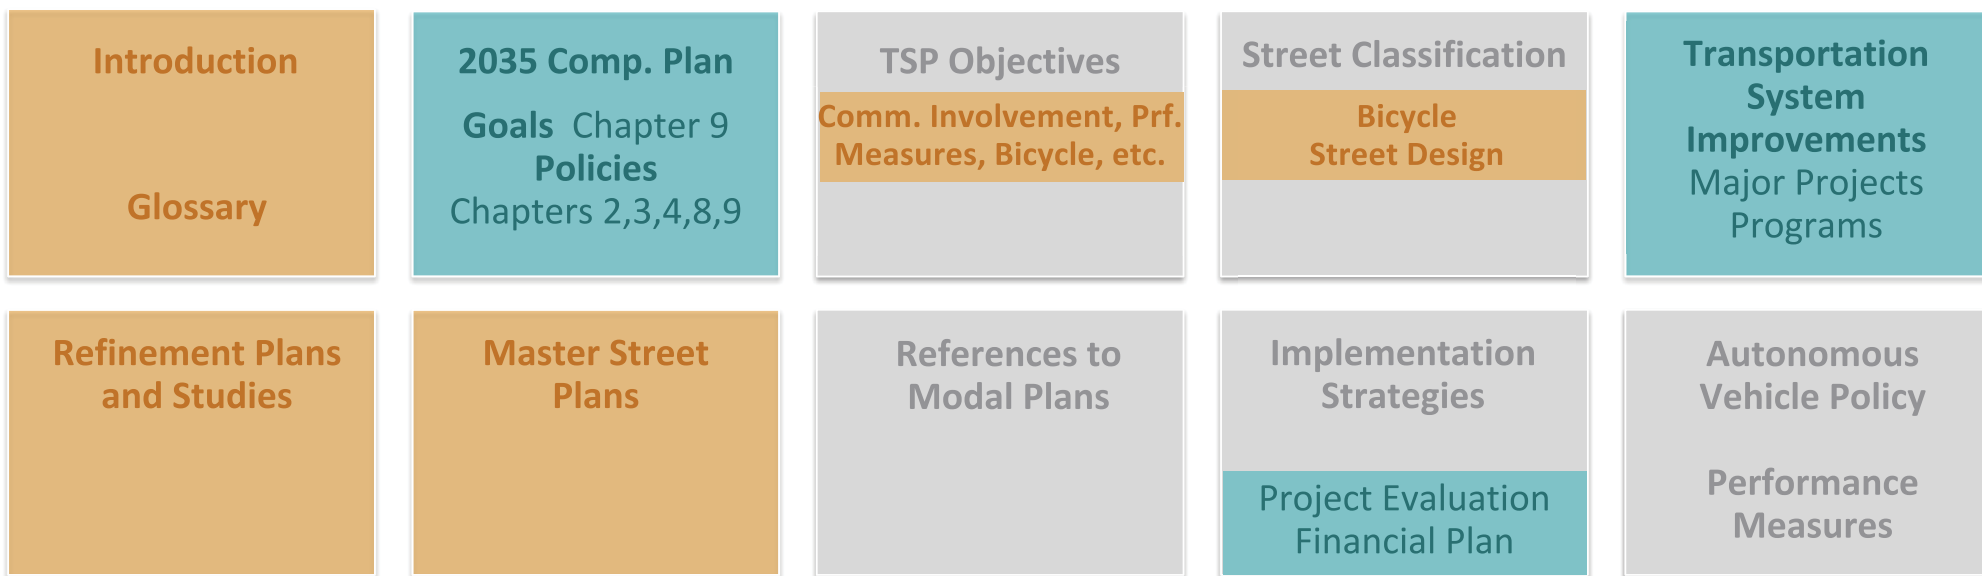 Introduction
Glossary
2035 Comp. Plan
Goals Chapter 9
Policies
Chapters 2,3,4,8,9
TSP Objectives
Comm. Involvement, Prf.
Measures, Bicycle, etc.
Street Classification
Bicycle
Street Design
Transportation
System
Improvements
Major Projects
Programs
Refinement Plans
and Studies
Master Street
Plans
References to
Modal Plans
Implementation
Strategies
Project Evaluation
Financial Plan
Autonomous
Vehicle Policy
Performance
Measures